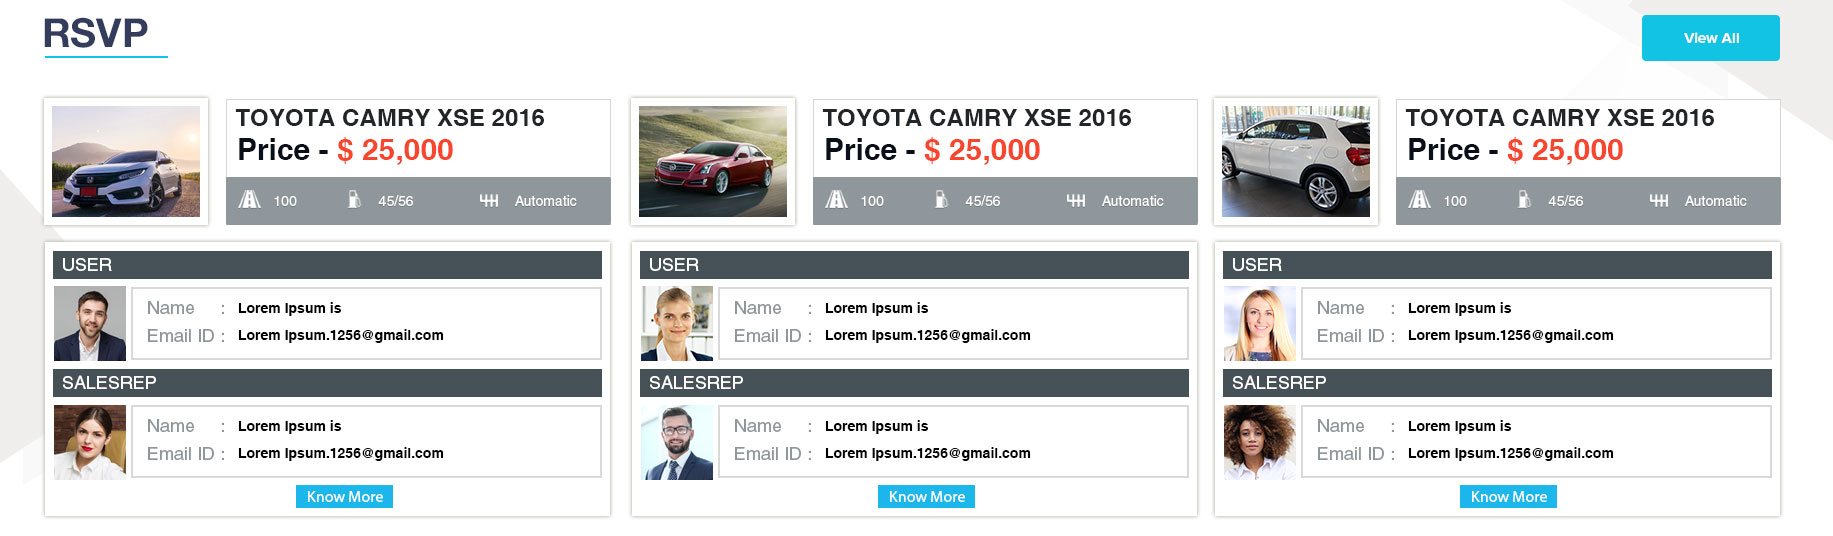 RSVP
View All
TOYOTA CAMRY XSE 2016
Price - $ 25,000
100 45/56 Automatic
USER
Name : Lorem Ipsum is
Email ID : Lorem Ipsum.1256@gmail.com
SALESREP
Name : Lorem Ipsum is
Email ID : Lorem Ipsum.1256@gmail.com
Know More
TOYOTA CAMRY XSE 2016
Price - $ 25,000
100 45/56 Automatic
USER
Name : Lorem Ipsum is
Email ID : Lorem Ipsum.1256@gmail.com
SALESREP
Name : Lorem Ipsum is
Email ID : Lorem Ipsum.1256@gmail.com
Know More
TOYOTA CAMRY XSE 2016
Price - $ 25,000
100 45/56 Automatic
USER
Name : Lorem Ipsum is
Email ID : Lorem Ipsum.1256@gmail.com
SALESREP
Name : Lorem Ipsum is
Email ID : Lorem Ipsum.1256@gmail.com
Know More